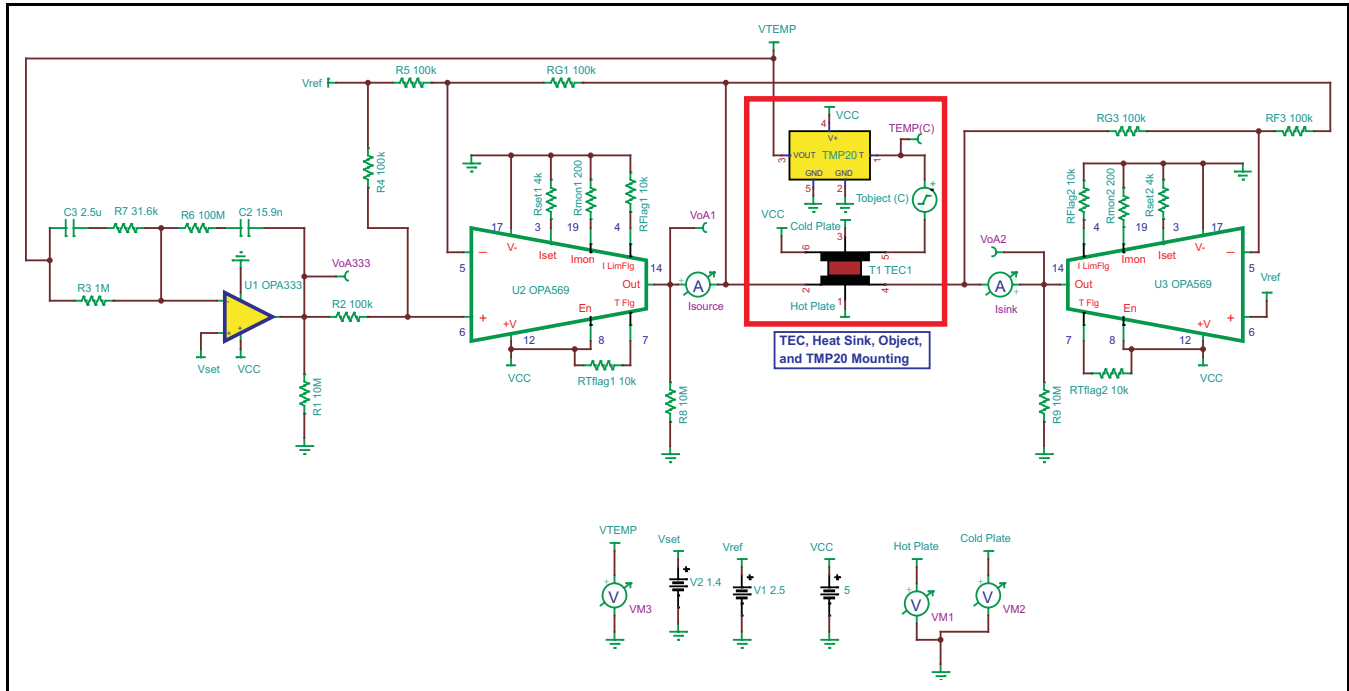 VTEMP
Vref
R5 100k
RG1 100k
R4 100k
C3 2.5u
R7 31.6k
R6 100M
C2 15.9n
R3 1M
U1 OPA333
VoA333
R2 100k
Vset
VCC
R1 10M
Rset1 4k
Rmon1 200
RFlag1 10k
17
3
19
4
V-
Iset
Imon
I LimFlg
5
–
14
Out
U2 OPA569
En
T Flg
+V
+
6
12
8
7
VCC
RTflag1 10k
VoA1
A
+
Isource
R8 10M
VCC
4
V+
TEMP(C)
3
VOUT
TMP20
T
1
GND
GND
5
2
Tobject (C)
+
VCC
Cold Plate
6
3
5
T1 TEC1
2
4
Hot Plate
1
TEC, Heat Sink, Object,
and TMP20 Mounting
RG3 100k
RF3 100k
RFlag2 10k
Rmon2 200
Rset2 4k
VoA2
A
+
Isink
4
19
3
17
I LimFlg
Imon
Iset
V-
14
Out
–
5
Vref
U3 OPA569
T Flg
En
+V
+
6
7
8
12
VCC
RTflag2 10k
R9 10M
VTEMP
Vset
Vref
VCC
Hot Plate
Cold Plate
+
V
VM3
+
V2 1.4
+
V1 2.5
+
5
+
V
VM1
+
V
VM2